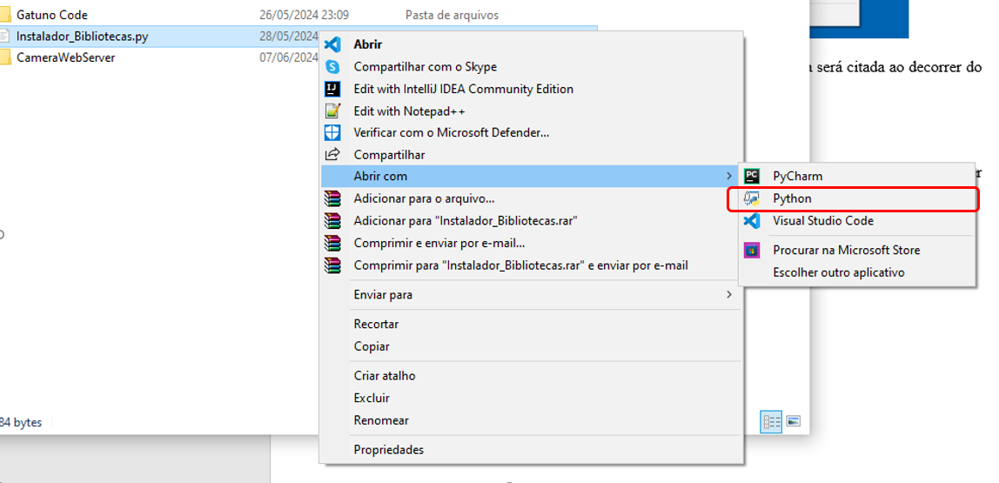 Gatuno Code 26/05/2024 23:09 Pasta de arquivos
Instalador_Bibliotecas.py 28/05/2024
CameraWebServer 07/06/2024
será citada ao decorrer do
Abrir
Compartilhar com o Skype
Edit with IntelliJ IDEA Community Edition
Edit with Notepad++
Verificar com o Microsoft Defender...
Compartilhar
Abrir com
Adicionar para o arquivo...
Adicionar para "Instalador_Bibliotecas.rar"
Comprimir e enviar por e-mail...
Comprimir para "Instalador_Bibliotecas.rar" e enviar por e-mail
Enviar para
Recortar
Copiar
Criar atalho
Excluir
Renomear
Propriedades
PyCharm
Python
Visual Studio Code
Procurar na Microsoft Store
Escolher outro aplicativo
84 bytes